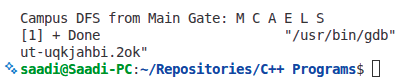 Campus DFS from Main Gate: M C A E L S
[1] + Done                       "/usr/bin/gdb"
ut-uqkjahbi.2ok"
saadi@Saadi-PC:~/Repositories/C++ Programs$